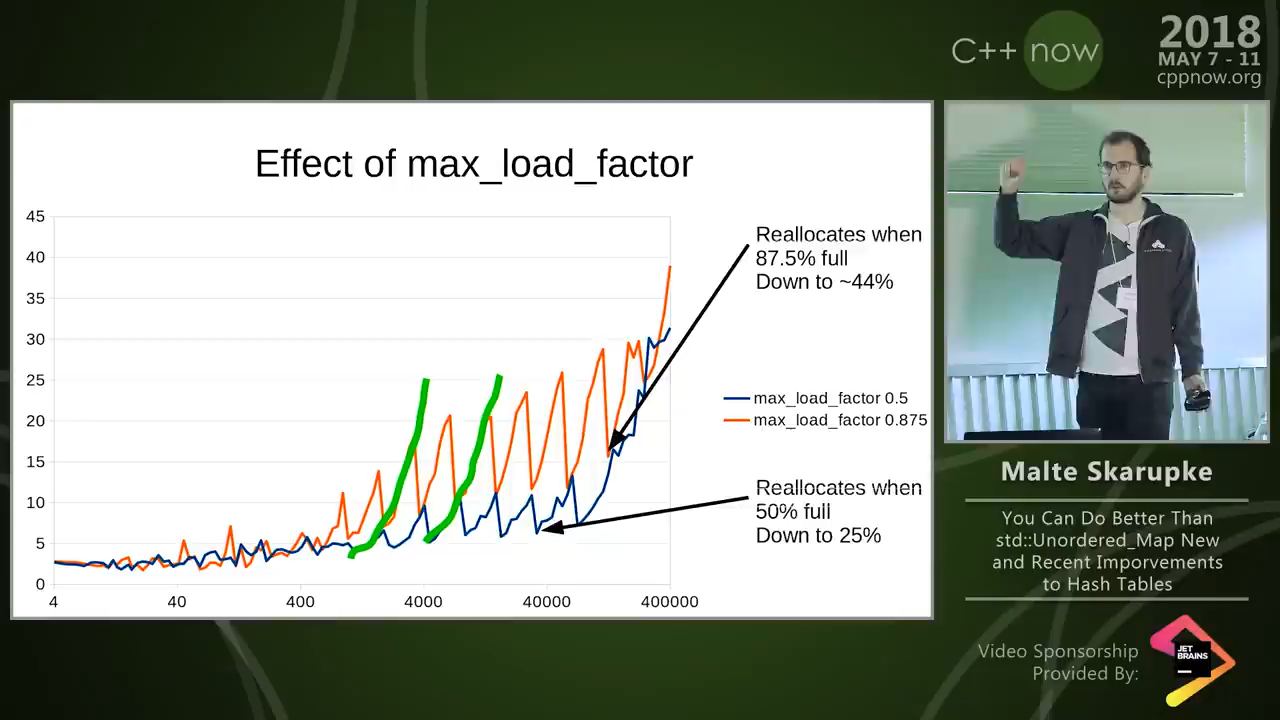 C++ now
2018
MAY 7 - 11
cppnow.org
Effect of max_load_factor
45
40
35
30
25
20
15
10
5
0
4
40
400
4000
40000
400000
Reallocates when
87.5% full
Down to ~44%
max_load_factor 0.5
max_load_factor 0.875
Reallocates when
50% full
Down to 25%
Malte Skarupke
You Can Do Better Than
std::Unordered_Map New
and Recent Imporvements
to Hash Tables
Video Sponsorship
Provided By:
JET
BRAINS